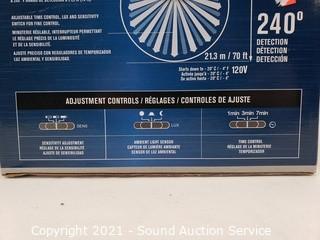 ADJUSTABLE TIME CONTROL, LUX AND SENSITIVITY
SWITCH FOR FINE CONTROL.
MINUTERIE RÉGLABLE, INTERRUPTEUR PERMETTANT
LE RÉGLAGE PRÉCIS DE LA LUMINOSITÉ
ET DE LA SENSIBILITÉ.
AJUSTE PRECISO CON REGULADORES DE TEMPORIZADOR
LUZ AMBIENTAL Y SENSIBILIDAD.
240°
DETECTION
DÉTECTION
DETECCIÓN
21,3 m / 70 ft
120V
ADJUSTMENT CONTROLS / RÉGLAGES / CONTROLES DE AJUSTE
SENS
LUX
1min 3min 7min
SENSITIVITY ADJUSTMENT
RÉGLAGE DE LA SENSIBILITÉ
AJUSTE DE SENSIBILIDAD
AMBIENT LIGHT SENSOR
CAPTEUR DE LUMIÈRE AMBIANTE
SENSOR DE LUZ AMBIENTAL
TIME CONTROL
RÉGLAGE DE LA MINUTERIE
TEMPORIZADOR
Copyright 2021 - Sound Auction Service